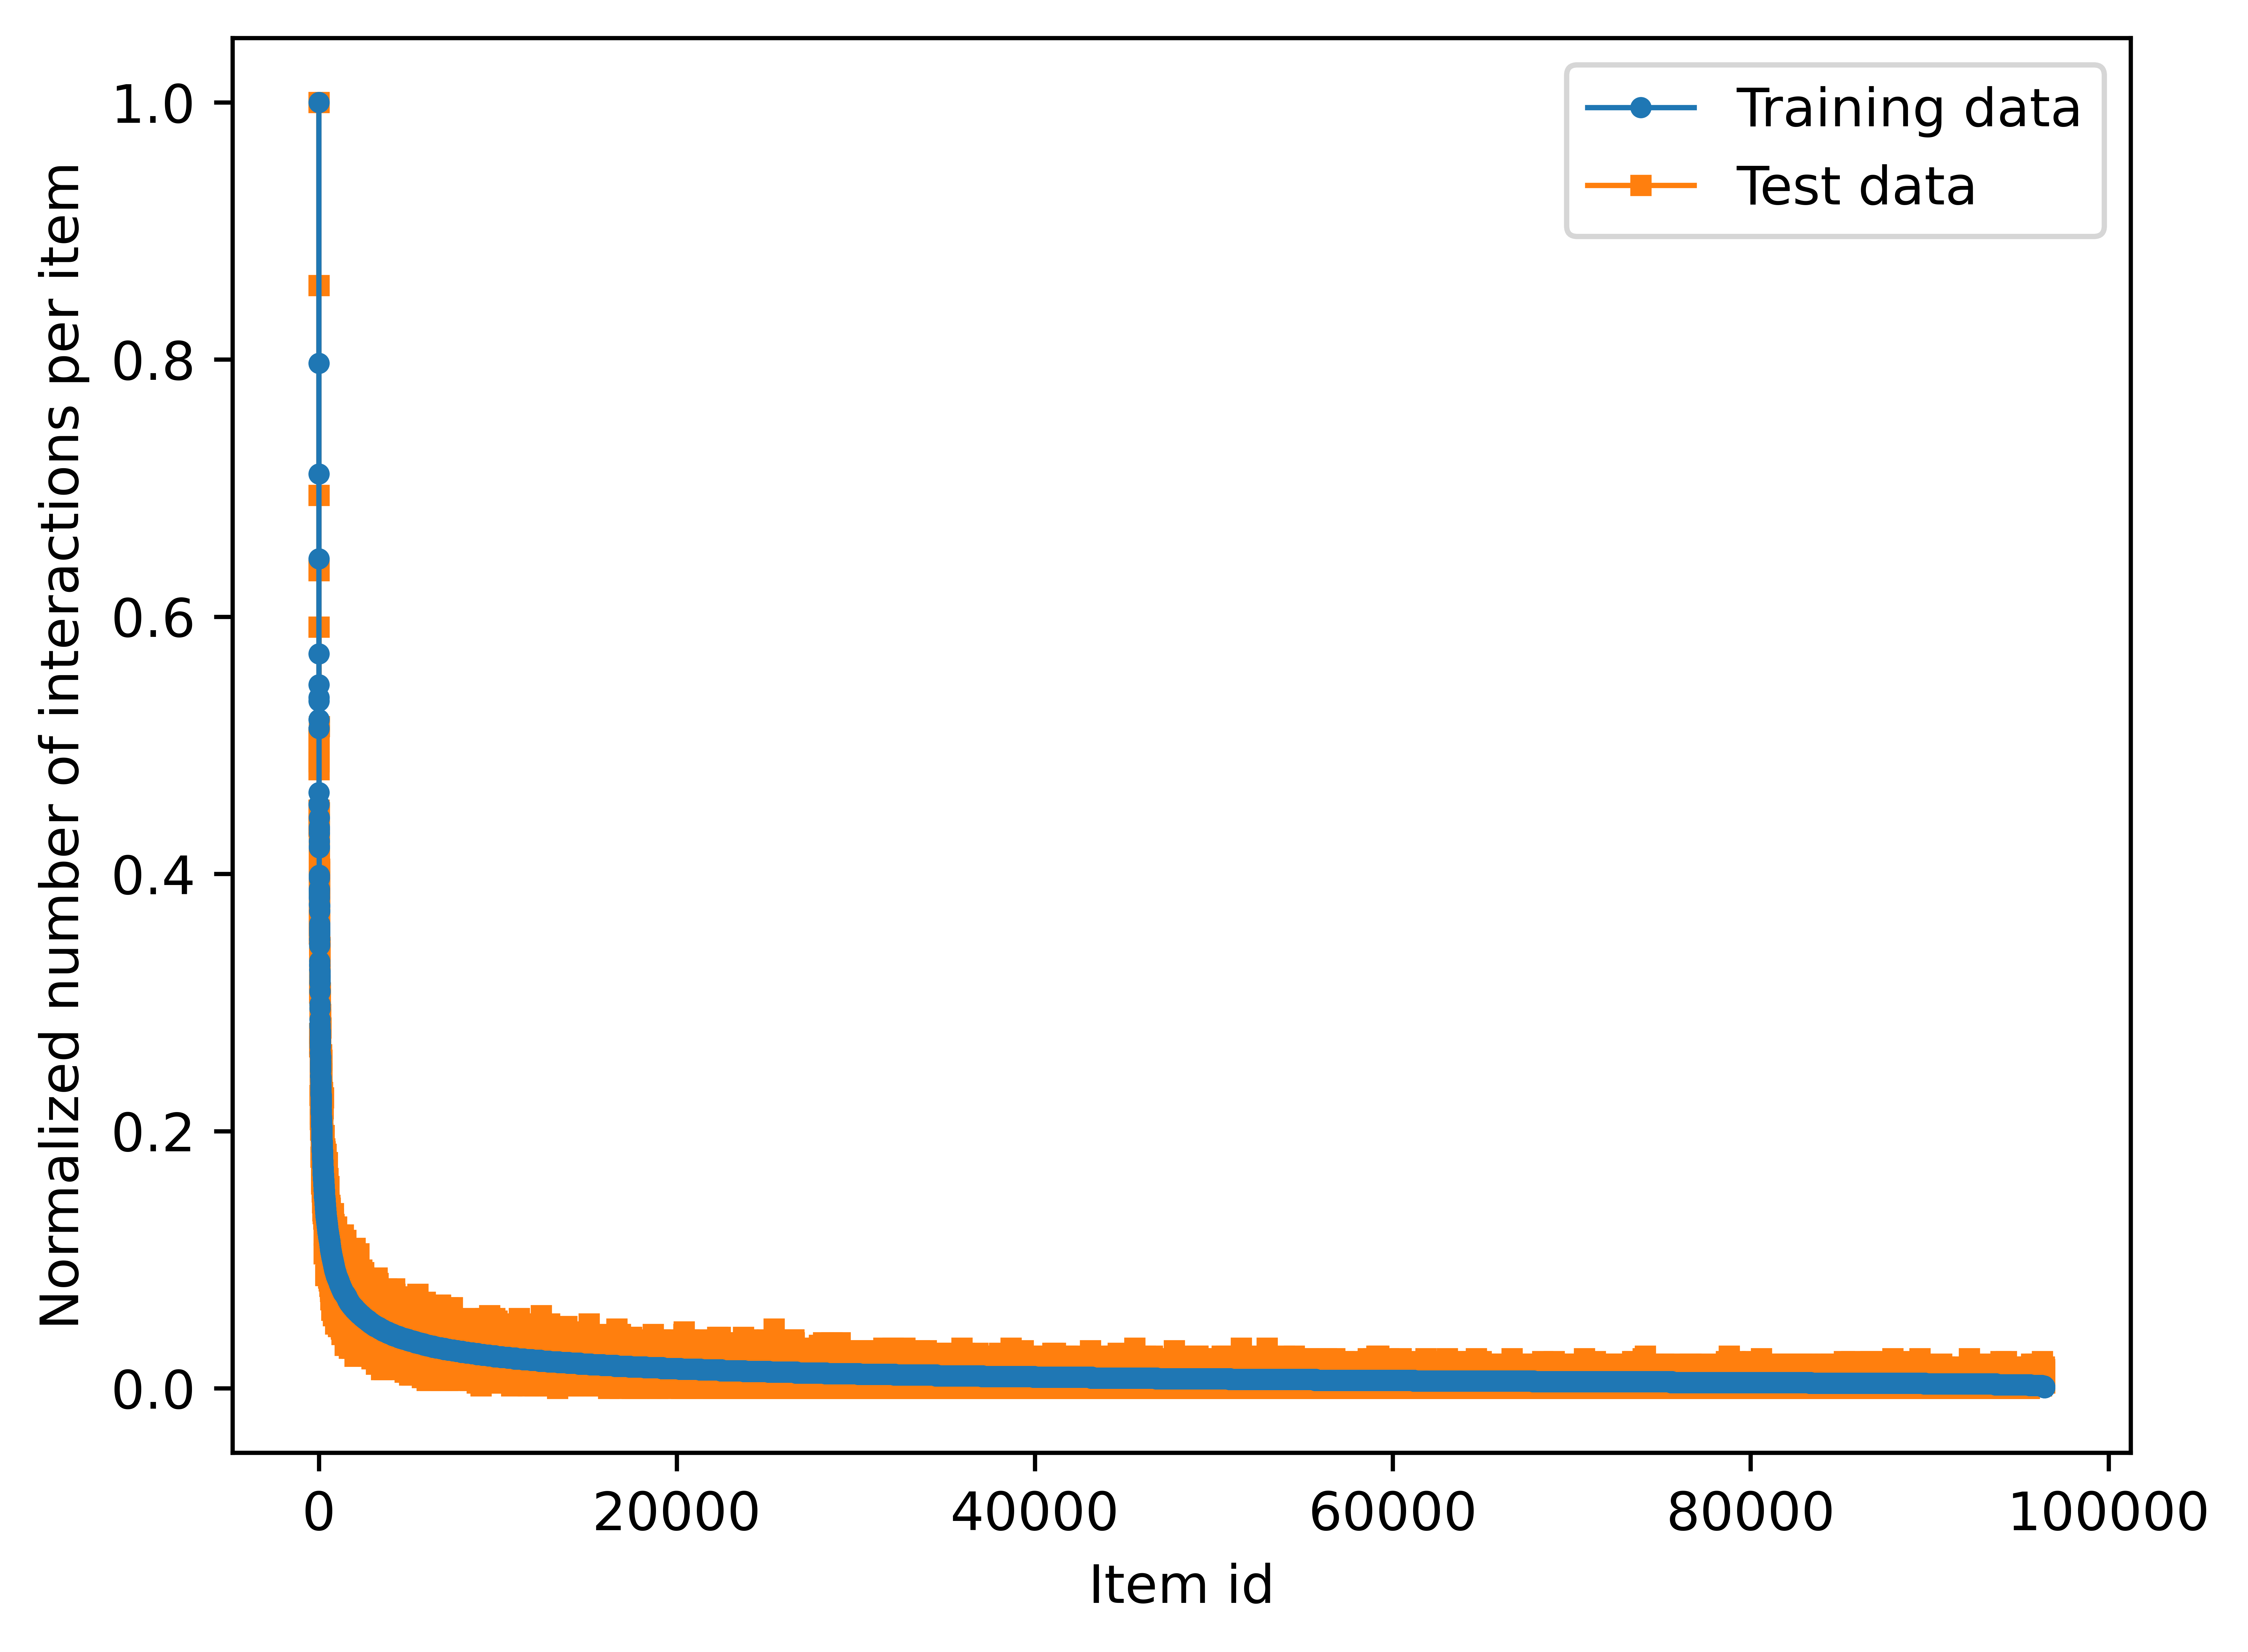 Training data
Test data
Normalized number of interactions per item
1.0
0.8
0.6
0.4
0.2
0.0
0 20000 40000 60000 80000 100000
Item id